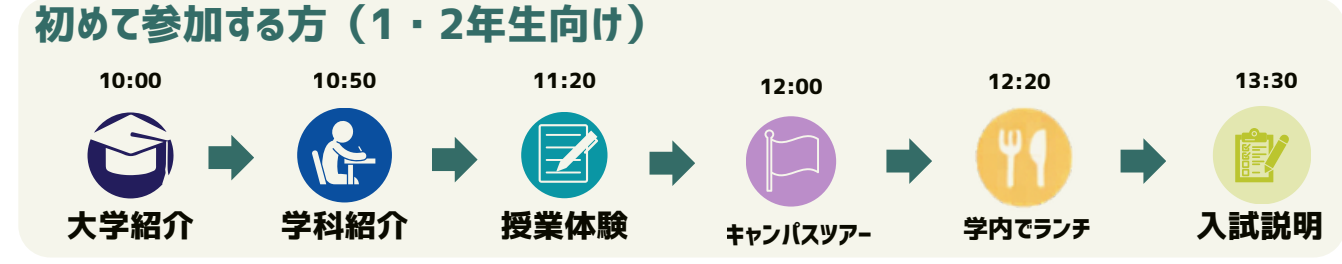 初めて参加する方（1・2年生向け）
10:00
大学紹介
10:50
学科紹介
11:20
授業体験
12:00
キャンパスツアー
12:20
学内でランチ
13:30
入試説明